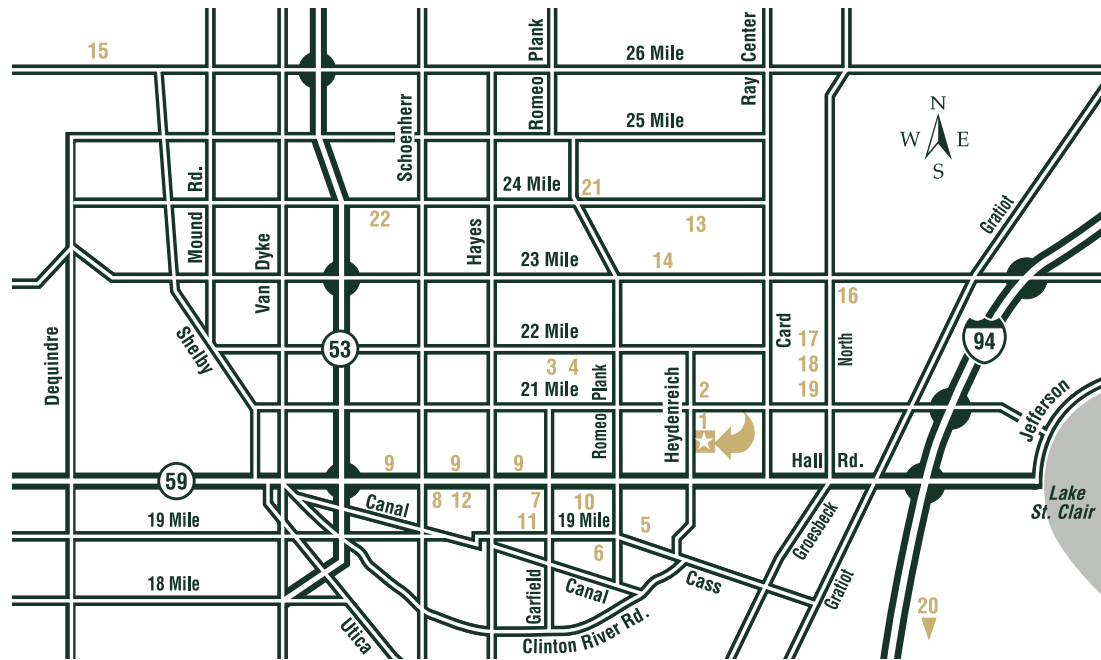 Plank
Center
15
26 Mile
Romeo
Ray
25 Mile
N
W E
S
Schoenherr
Rd.
24 Mile
21
22
13
Mound
Van Dyke
Hayes
Gratiot
23 Mile
14
16
22 Mile
Card
North
17
Shelby
53
94
18
3 4
Dequindre
21 Mile
Plank
2
19
Heydenreich
Jefferson
1
Romeo
9 9 9
Hall Rd.
59
Canal
8 12
7
10
Lake
St. Clair
19 Mile
11
19 Mile
5
Groesbeck
6
18 Mile
Garfield
Canal
Cass
Gratiot
20
Utica
Clinton River Rd.